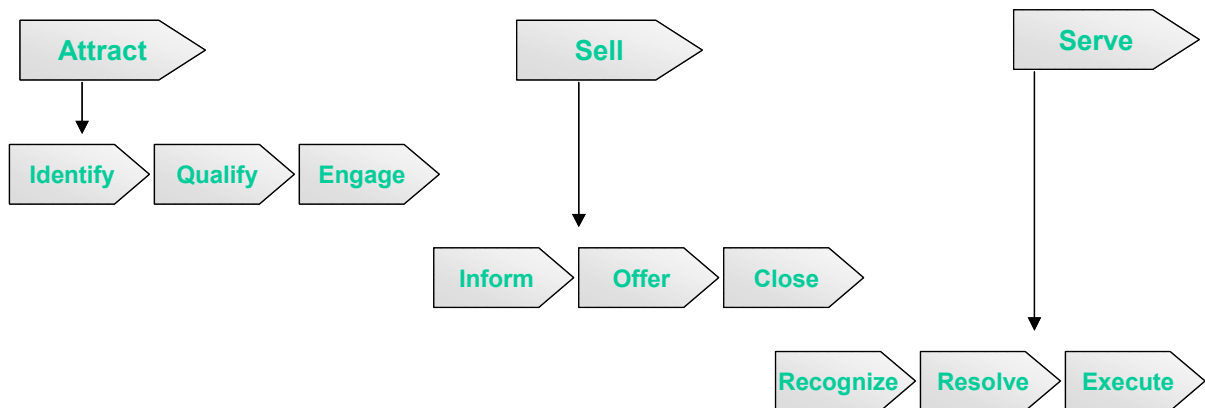 Attract
Sell
Serve
Identify
Qualify
Engage
Inform
Offer
Close
Recognize
Resolve
Execute